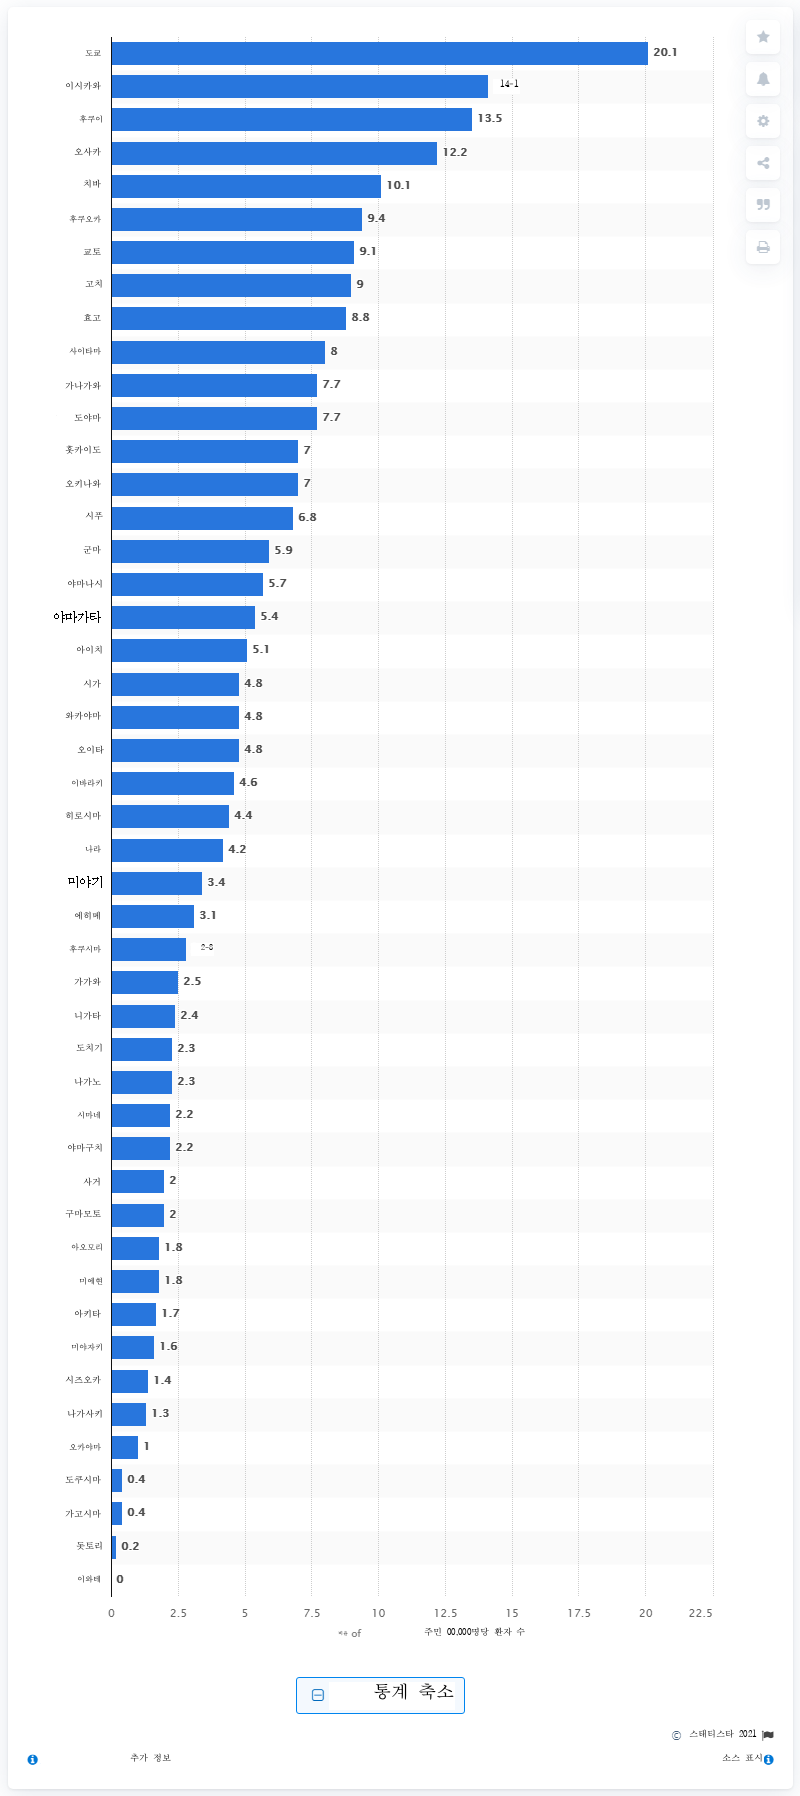 도쿄 20.1
이시카와 14-1
후쿠이 13.5
오사카 12.2
치바 10.1
후쿠오카 9.4
교토 9.1
고치 9
효고 8.8
사이타마 8
가나가와 7.7
도야마 7.7
홋카이도 7
오키나와 7
시푸 6.8
군마 5.9
야마나시 5.7
야마가타 5.4
아이치 5.1
시가 4.8
와카야마 4.8
오이타 4.8
이바라키 4.6
히로시마 4.4
나라 4.2
미야기 3.4
에히메 3.1
후쿠시마 2-8
가가와 2.5
니가타 2.4
도치기 2.3
나가노 2.3
시마네 2.2
야마구치 2.2
사거 2
구마모토 2
아오모리 1.8
미에현 1.8
아키타 1.7
미야자키 1.6
시즈오카 1.4
나가사키 1.3
오카야마 1
도쿠시마 0.4
가고시마 0.4
돗토리 0.2
이와테 0
0 2.5 5 7.5 10 12.5 15 17.5 20 22.5
of 주민 00,000명당 환자 수
통계 축소
© 스태티스타 2021
추가 정보 소스 표시